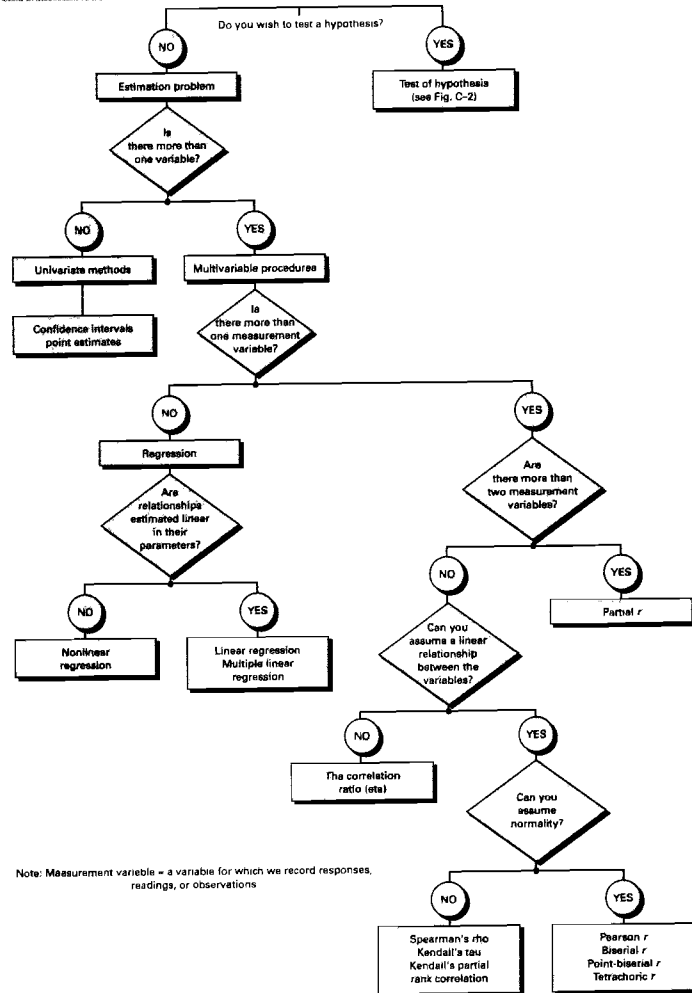 Do you wish to test a hypothesis?
NO
YES
Estimation problem
Test of hypothesis
(see Fig. C-2)
Is
there more than
one variable?
NO
YES
Univariate methods
Multivariable procedures
Confidence intervals
point estimates
Is
there more than
one measurement
variable?
NO
YES
Regression
Are
relationships
estimated linear
in their
parameters?
Are
there more than
two measurement
variables?
NO
YES
NO
YES
Nonlinear
regression
Linear regression
Multiple linear
regression
Partial r
Can you
assume a linear
relationship
between the
variables?
NO
YES
The correlation
ratio (eta)
Can you
assume
normality?
Note: Measurement variable = a variable for which we record responses,
readings, or observations
NO
YES
Spearman's rho
Kendall's tau
Kendall's partial
rank correlation
Pearson r
Biserial r
Point-biserial r
Tetrachoric r